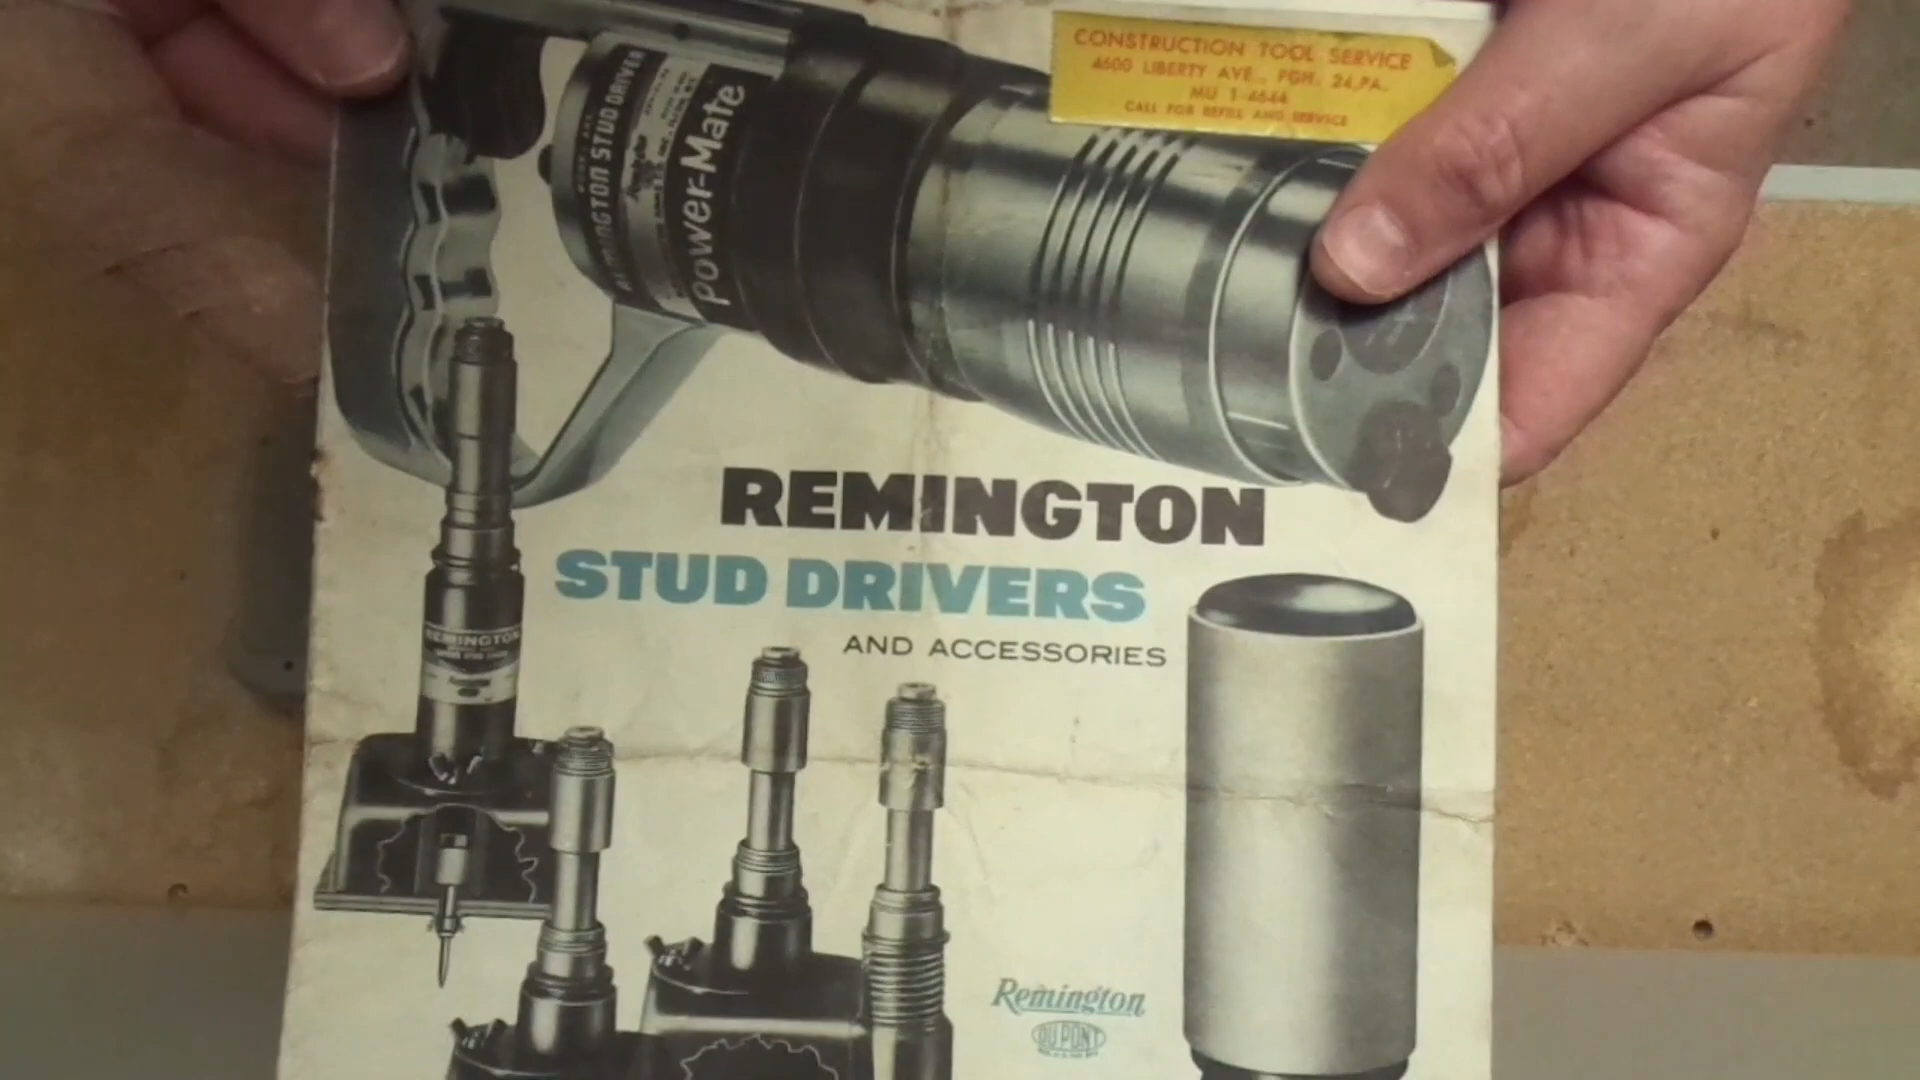 CONSTRUCTION TOOL SERVICE
4600 LIBERTY AVE., PGH. 24, PA.
MU 1-4644
CALL FOR REFILL AND SERVICE
REMINGTON STUD DRIVER
Power-Mate
REMINGTON
STUD DRIVERS
AND ACCESSORIES
REMINGTON
Remington
DU PONT